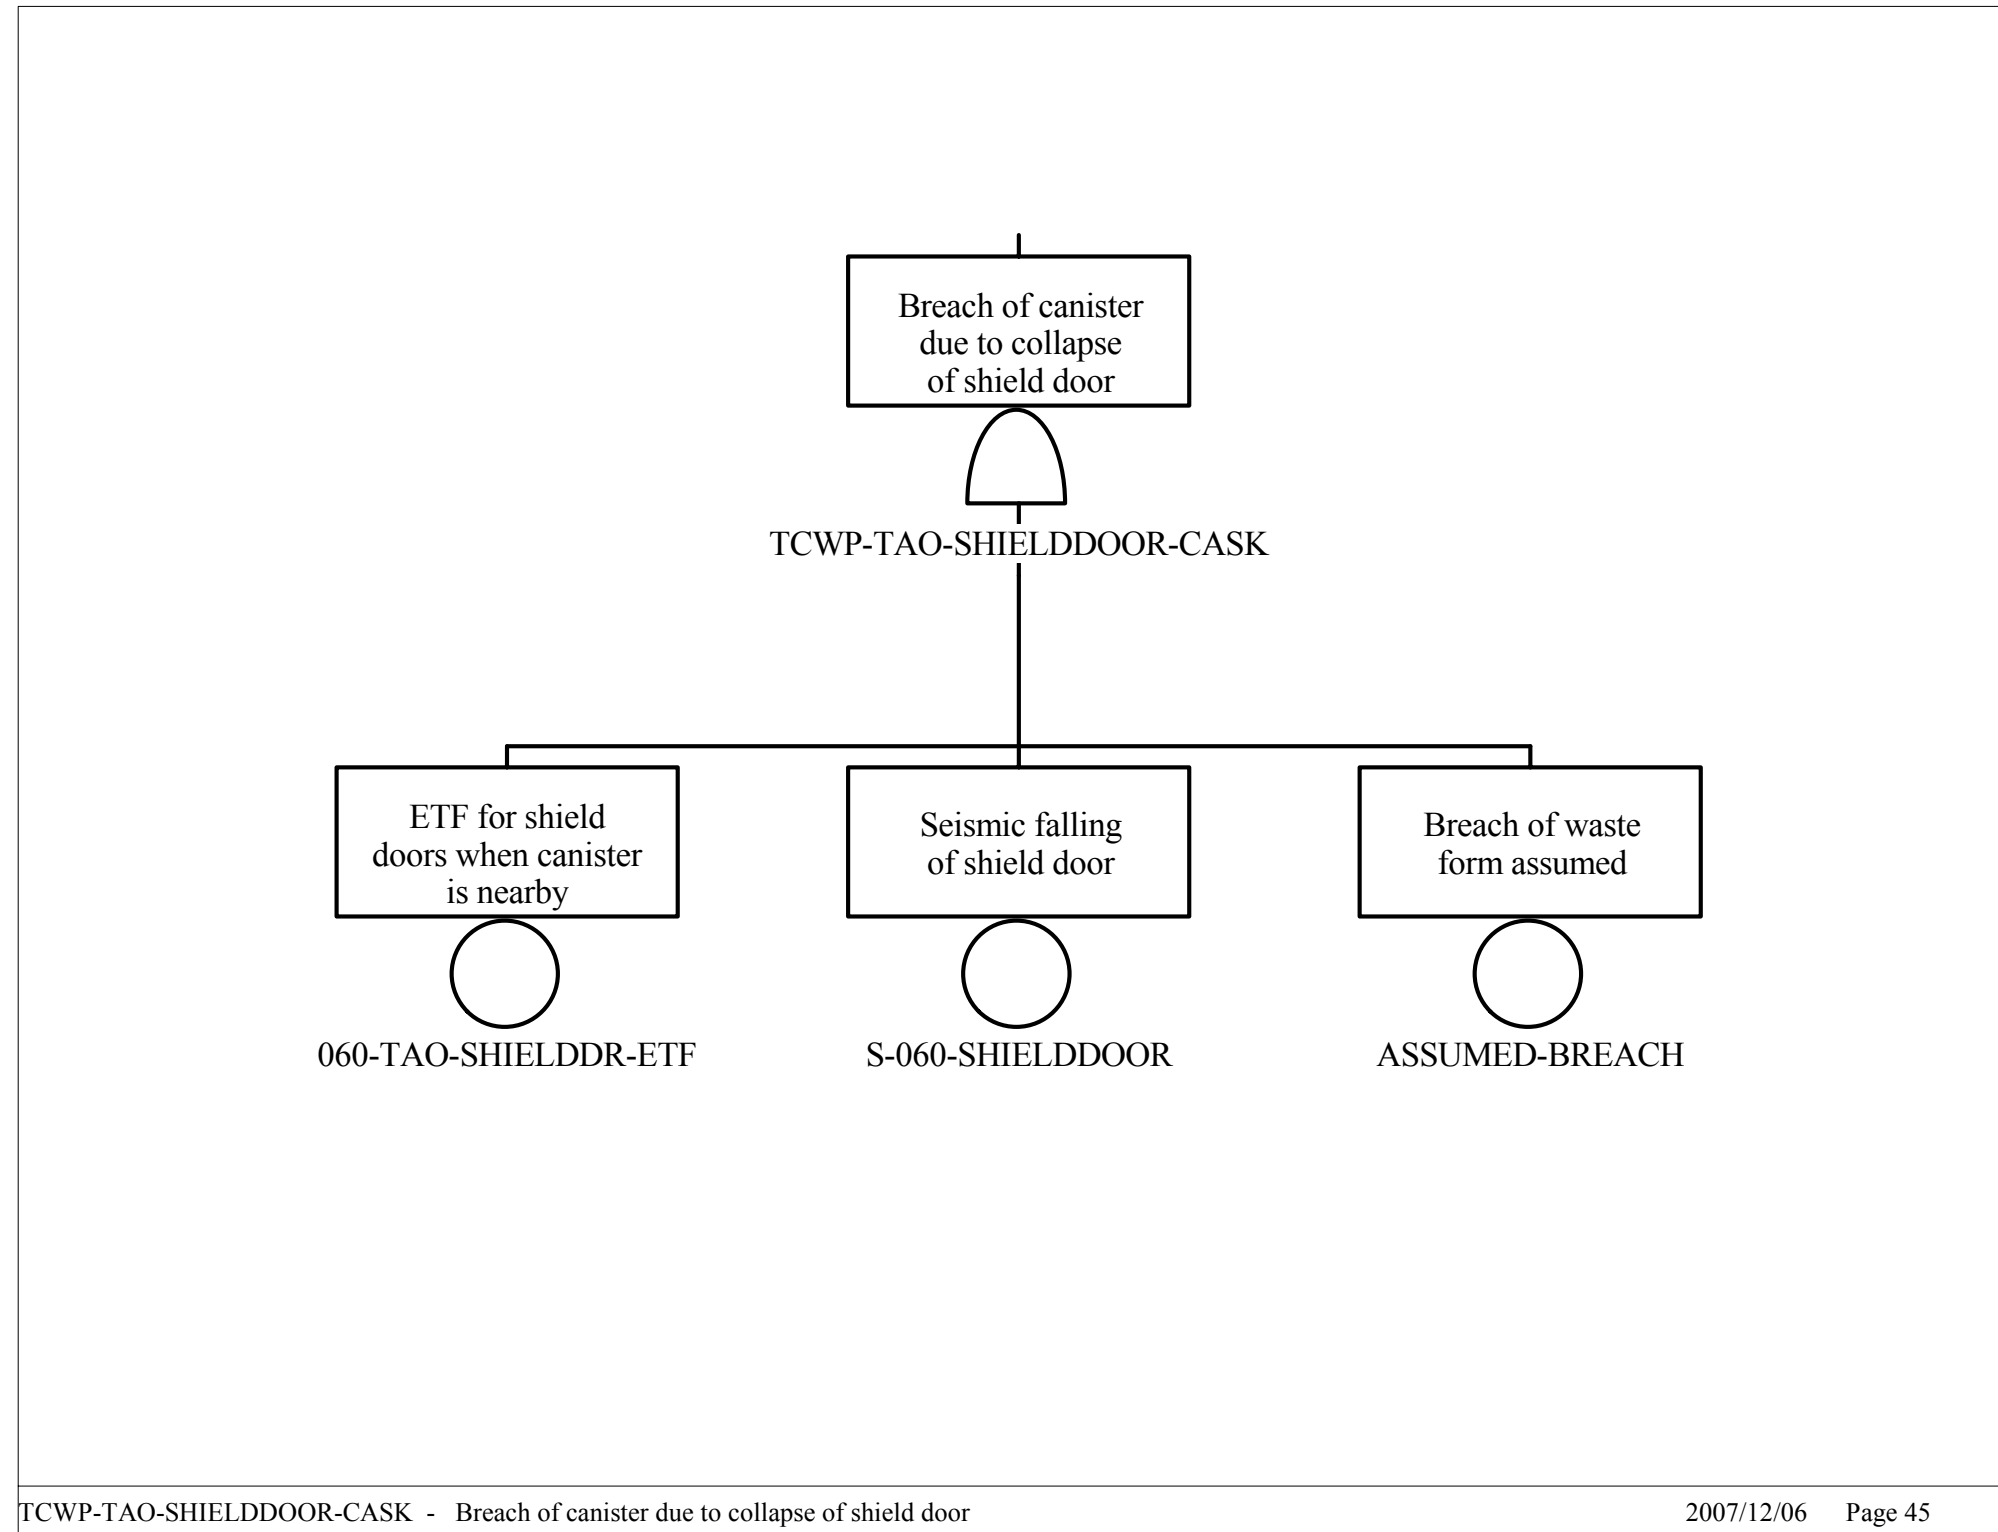 Breach of canister
due to collapse
of shield door
TCWP-TAO-SHIELDDOOR-CASK
ETF for shield
doors when canister
is nearby
060-TAO-SHIELDDR-ETF
Seismic falling
of shield door
S-060-SHIELDDOOR
Breach of waste
form assumed
ASSUMED-BREACH
TCWP-TAO-SHIELDDOOR-CASK - Breach of canister due to collapse of shield door 2007/12/06 Page 45